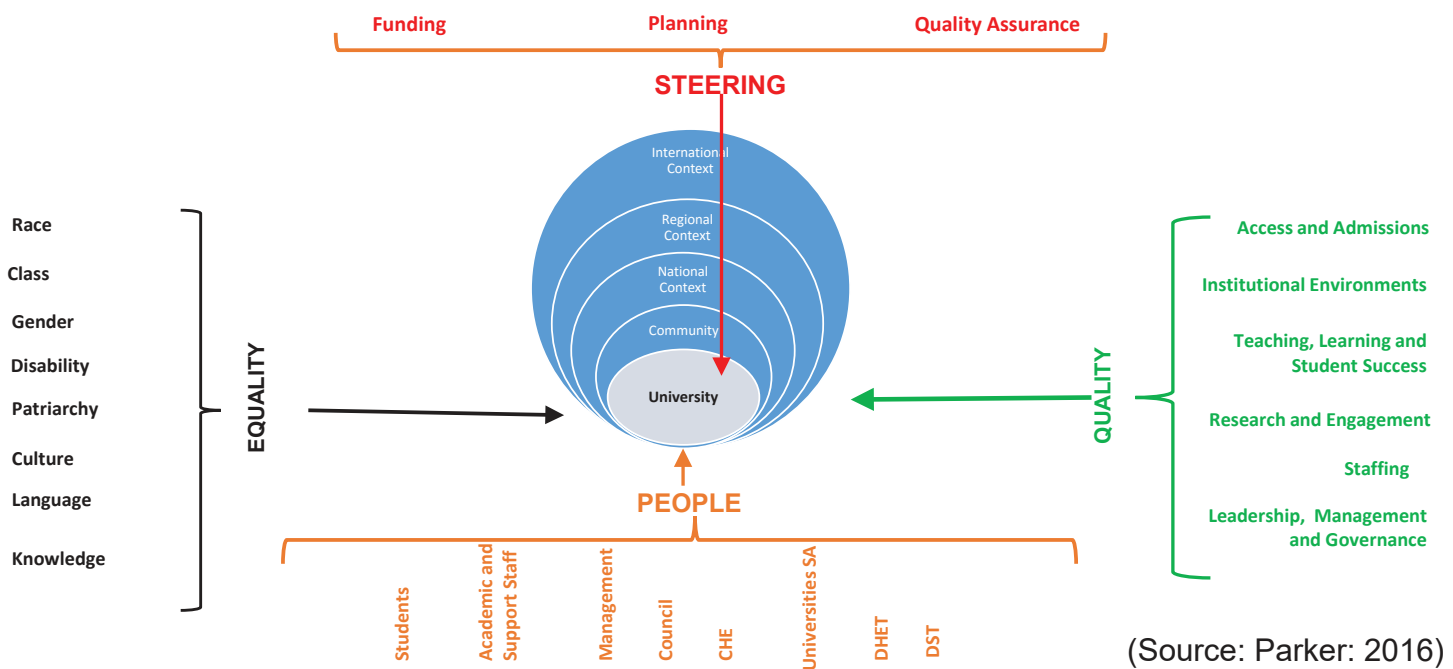 Funding
Planning
Quality Assurance
STEERING
International
Context
Regional
Context
National
Context
Community
University
Race
Class
Gender
Disability
Patriarchy
Culture
Language
Knowledge
EQUALITY
QUALITY
Access and Admissions
Institutional Environments
Teaching, Learning and
Student Success
Research and Engagement
Staffing
Leadership, Management
and Governance
PEOPLE
Students
Academic and
Support Staff
Management
Council
CHE
Universities SA
DHET
DST
(Source: Parker: 2016)